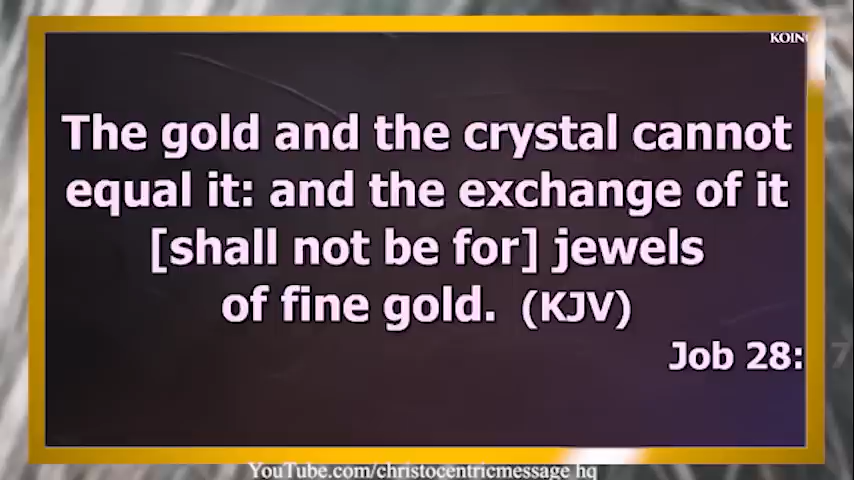 KOIN
The gold and the crystal cannot
equal it: and the exchange of it
[shall not be for] jewels
of fine gold. (KJV)
Job 28: 7
YouTube.com/christocentricmessage hq